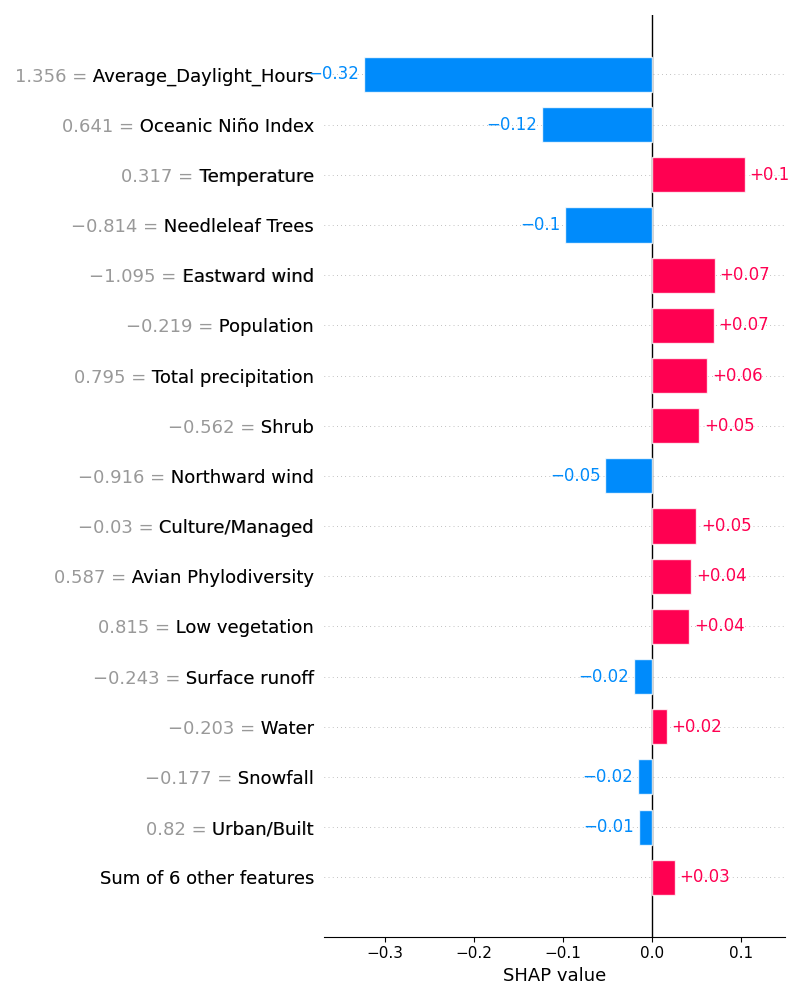 1.356 = Average_Daylight_Hours −0.32
0.641 = Oceanic Niño Index −0.12
0.317 = Temperature +0.1
−0.814 = Needleleaf Trees −0.1
−1.095 = Eastward wind +0.07
−0.219 = Population +0.07
0.795 = Total precipitation +0.06
−0.562 = Shrub +0.05
−0.916 = Northward wind −0.05
−0.03 = Culture/Managed +0.05
0.587 = Avian Phylodiversity +0.04
0.815 = Low vegetation +0.04
−0.243 = Surface runoff −0.02
−0.203 = Water +0.02
−0.177 = Snowfall −0.02
0.82 = Urban/Built −0.01
Sum of 6 other features +0.03
−0.3 −0.2 −0.1 0.0 0.1
SHAP value